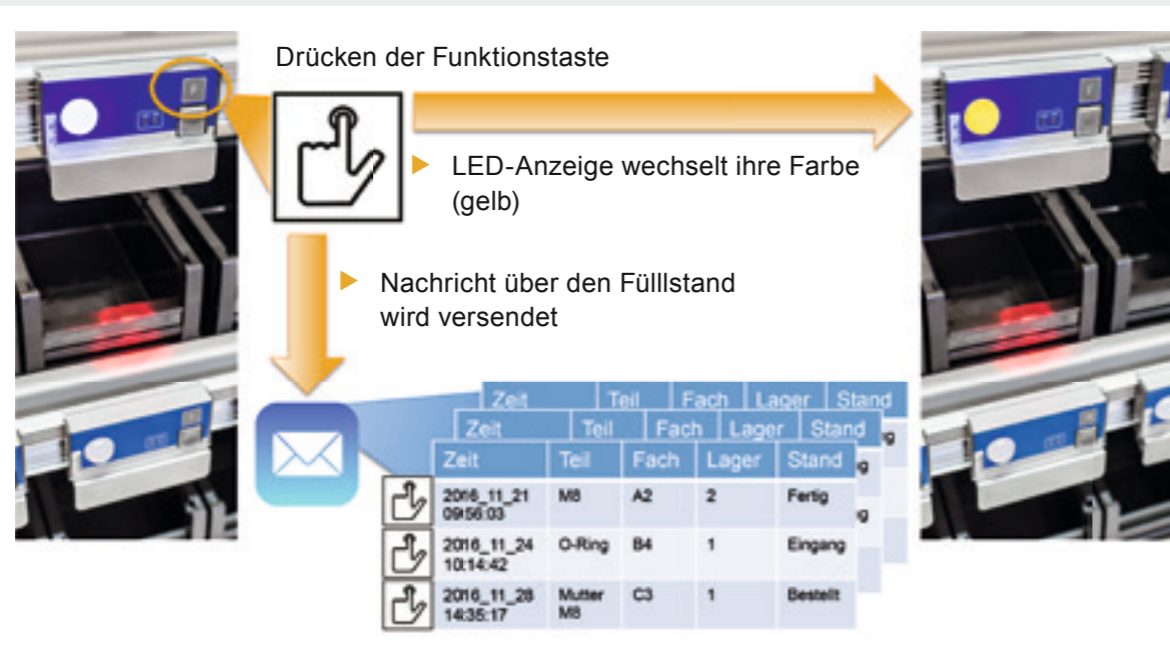 Drücken der Funktionstaste
LED-Anzeige wechselt ihre Farbe
(gelb)
Nachricht über den Fülllstand
wird versendet
Zeit Teil Fach Lager Stand
Zeit Teil Fach Lager Stand
Zeit Teil Fach Lager Stand
2016_11_21 M8 A2 2 Fertig
09:56:03
2016_11_24 O-Ring B4 1 Eingang
10:14:42
2016_11_28 Mutter C3 1 Bestellt
14:35:17 M8